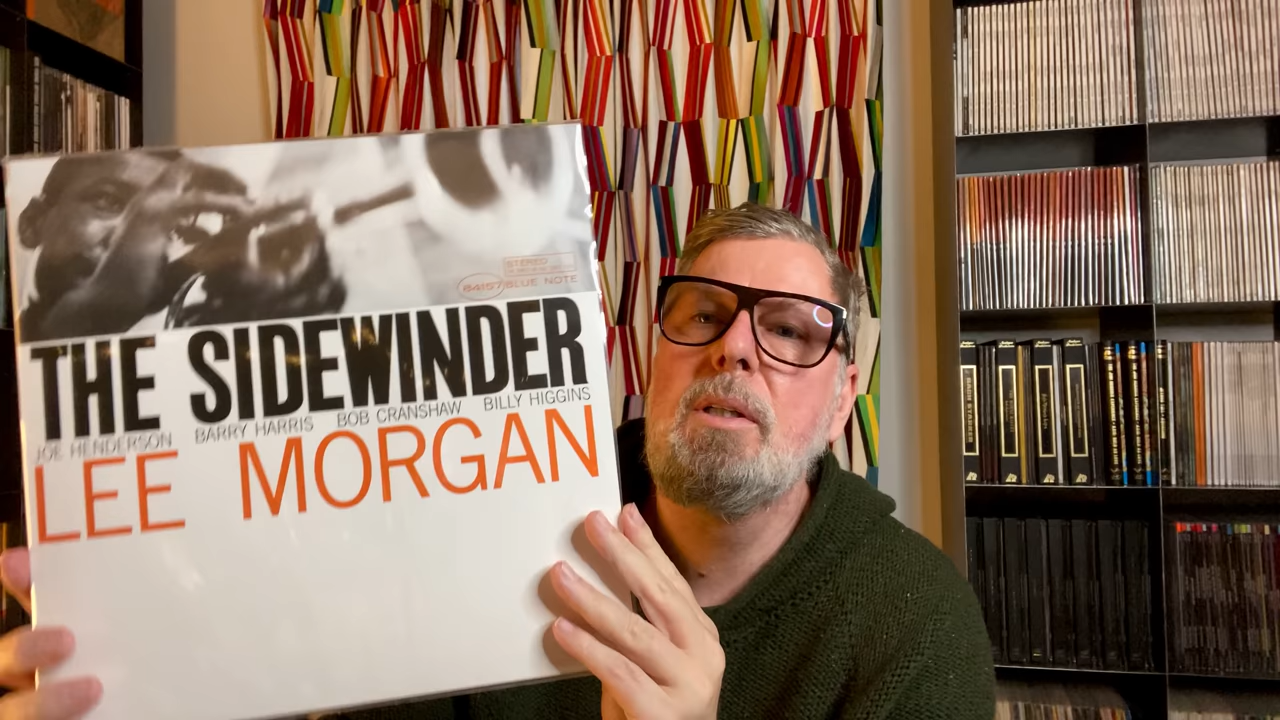 STEREO
84157 BLUE NOTE
THE SIDEWINDER
JOE HENDERSON BARRY HARRIS BOB CRANSHAW BILLY HIGGINS
LEE MORGAN